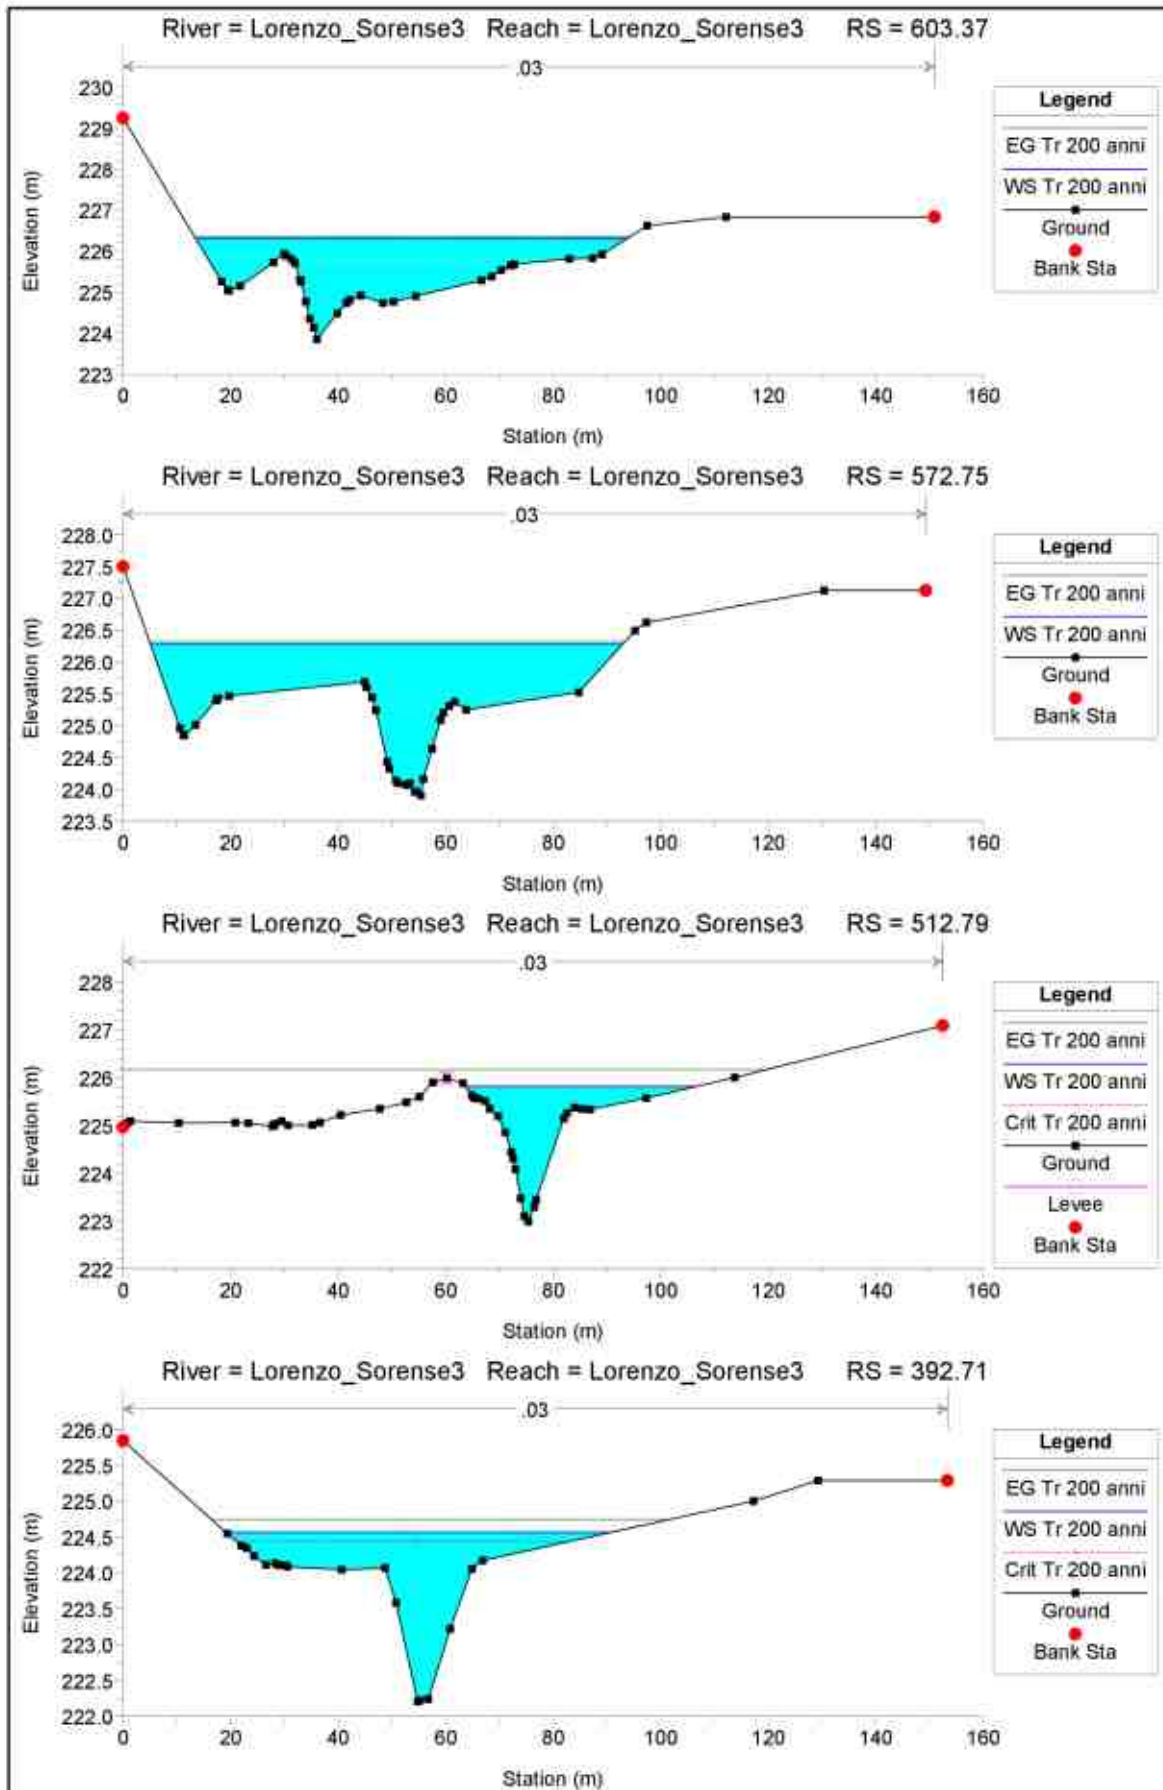 River = Lorenzo_Sorense3 Reach = Lorenzo_Sorense3 RS = 603.37
.03
230
229
228
227
226
225
224
223
Elevation (m)
0 20 40 60 80 100 120 140 160
Station (m)
Legend
EG Tr 200 anni
WS Tr 200 anni
Ground
Bank Sta
River = Lorenzo_Sorense3 Reach = Lorenzo_Sorense3 RS = 572.75
.03
228.0
227.5
227.0
226.5
226.0
225.5
225.0
224.5
224.0
223.5
Elevation (m)
0 20 40 60 80 100 120 140 160
Station (m)
Legend
EG Tr 200 anni
WS Tr 200 anni
Ground
Bank Sta
River = Lorenzo_Sorense3 Reach = Lorenzo_Sorense3 RS = 512.79
.03
228
227
226
225
224
223
222
Elevation (m)
0 20 40 60 80 100 120 140 160
Station (m)
Legend
EG Tr 200 anni
WS Tr 200 anni
Crit Tr 200 anni
Ground
Levee
Bank Sta
River = Lorenzo_Sorense3 Reach = Lorenzo_Sorense3 RS = 392.71
.03
226.0
225.5
225.0
224.5
224.0
223.5
223.0
222.5
222.0
Elevation (m)
0 20 40 60 80 100 120 140 160
Station (m)
Legend
EG Tr 200 anni
WS Tr 200 anni
Crit Tr 200 anni
Ground
Bank Sta